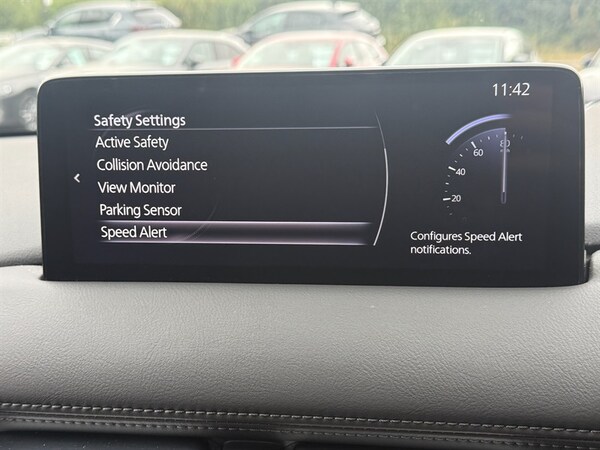 11:42
Safety Settings
Active Safety
Collision Avoidance
View Monitor
Parking Sensor
Speed Alert
80
60
40
20
Configures Speed Alert
notifications.